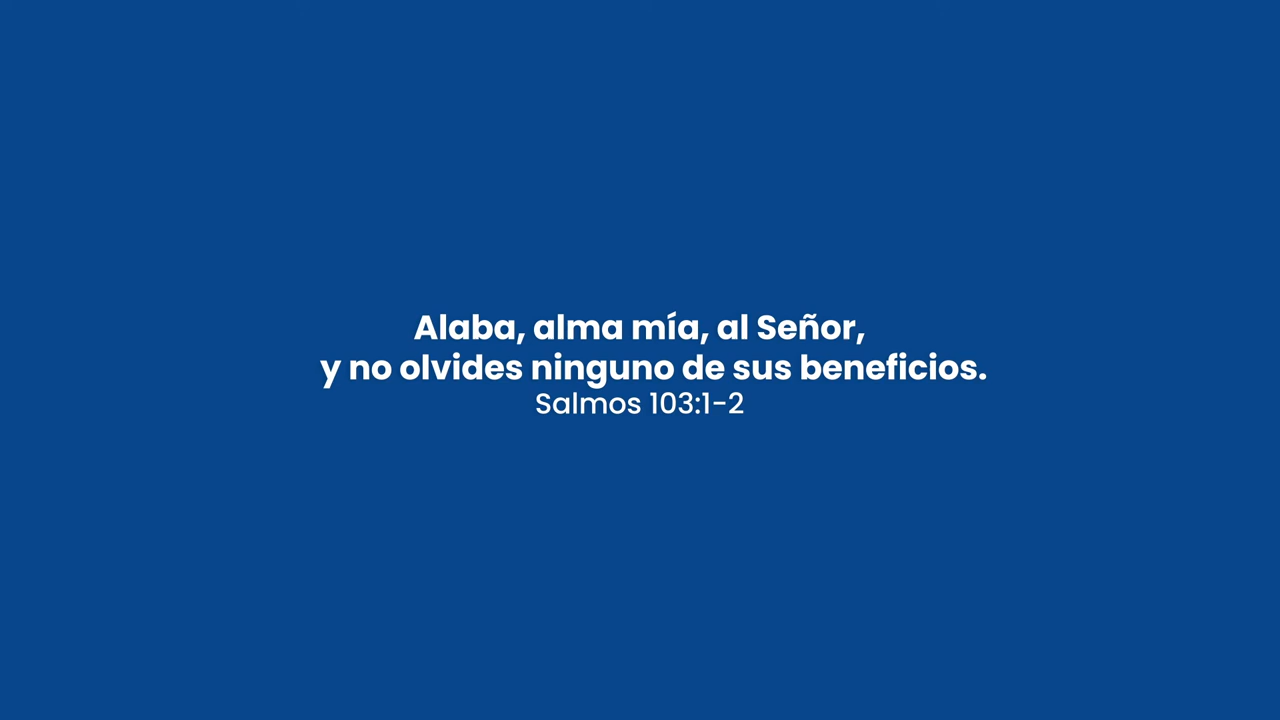 Alaba, alma mía, al Señor,
y no olvides ninguno de sus beneficios.
Salmos 103:1-2